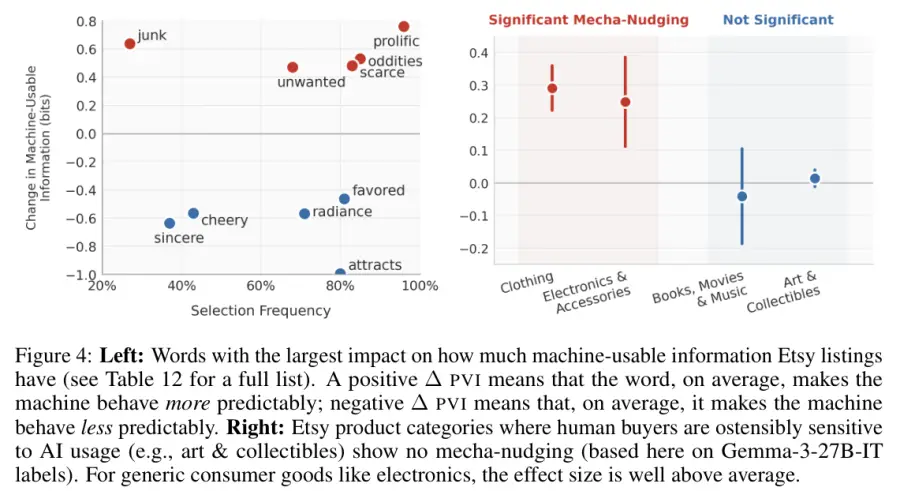 0.8
0.6
0.4
0.2
0.0
−0.2
−0.4
−0.6
−0.8
−1.0
Change in Machine-Usable
Information (bits)
junk
prolific
oddities
scarce
unwanted
favored
radiance
cheery
sincere
attracts
20%
40%
60%
80%
100%
Selection Frequency
Significant Mecha-Nudging
Not Significant
0.4
0.3
0.2
0.1
0.0
−0.1
−0.2
Clothing
Electronics &
Accessories
Books, Movies
& Music
Art &
Collectibles
Figure 4: Left: Words with the largest impact on how much machine-usable information Etsy listings
have (see Table 12 for a full list). A positive Δ PVI means that the word, on average, makes the
machine behave more predictably; negative Δ PVI means that, on average, it makes the machine
behave less predictably. Right: Etsy product categories where human buyers are ostensibly sensitive
to AI usage (e.g., art & collectibles) show no mecha-nudging (based here on Gemma-3-27B-IT
labels). For generic consumer goods like electronics, the effect size is well above average.